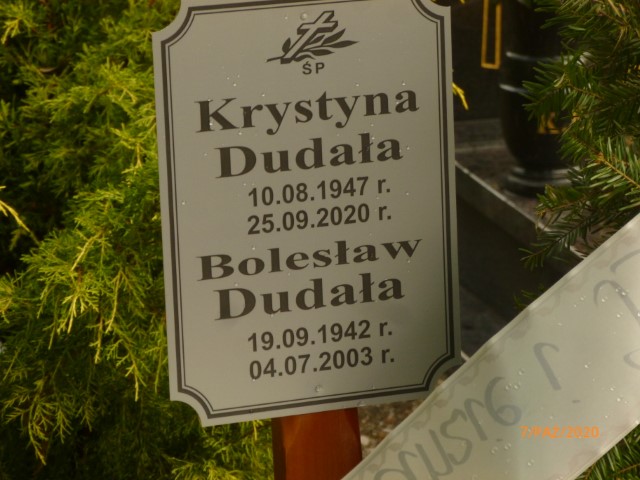 ŚP
Krystyna
Dudała
10.08.1947 r.
25.09.2020 r.
Bolesław
Dudała
19.09.1942 r.
04.07.2003 r.